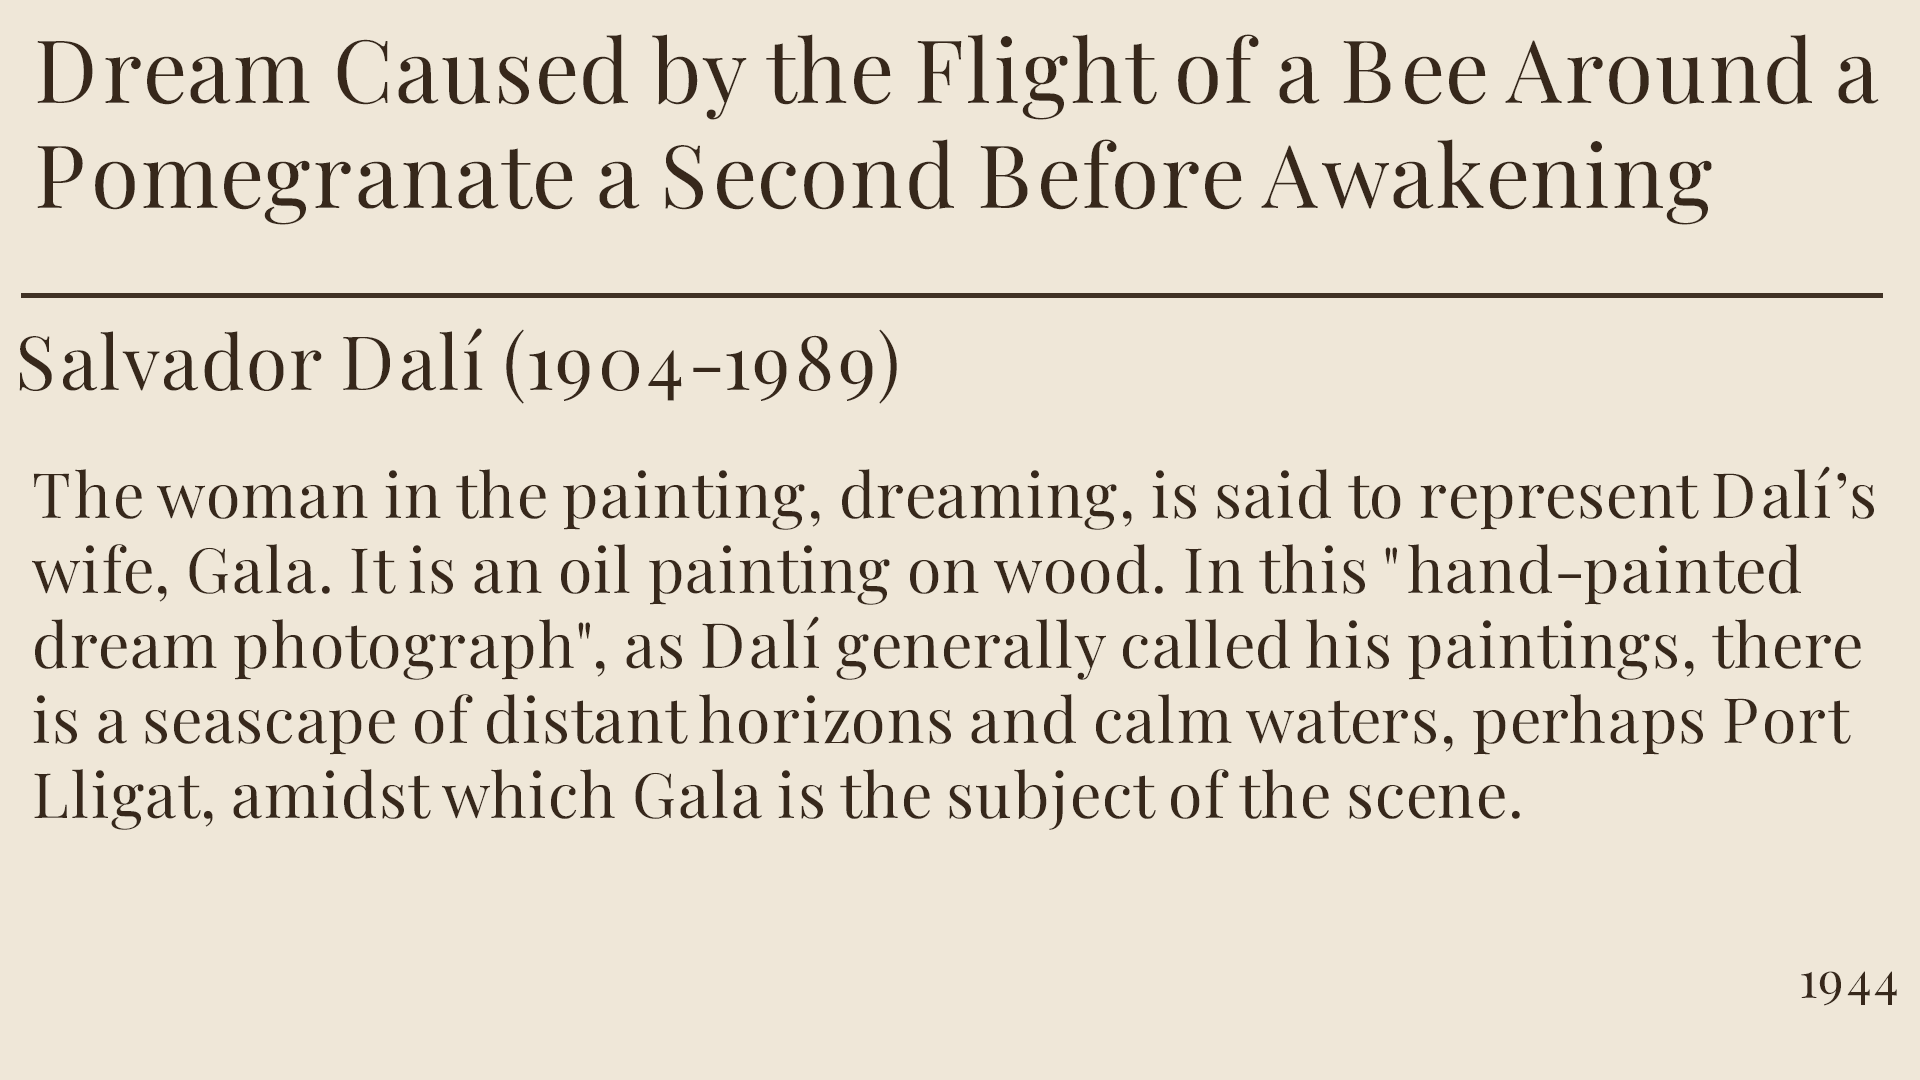 Dream Caused by the Flight of a Bee Around a
Pomegranate a Second Before Awakening
Salvador Dalí (1904-1989)
The woman in the painting, dreaming, is said to represent Dalí’s
wife, Gala. It is an oil painting on wood. In this "hand-painted
dream photograph", as Dalí generally called his paintings, there
is a seascape of distant horizons and calm waters, perhaps Port
Lligat, amidst which Gala is the subject of the scene.
1944